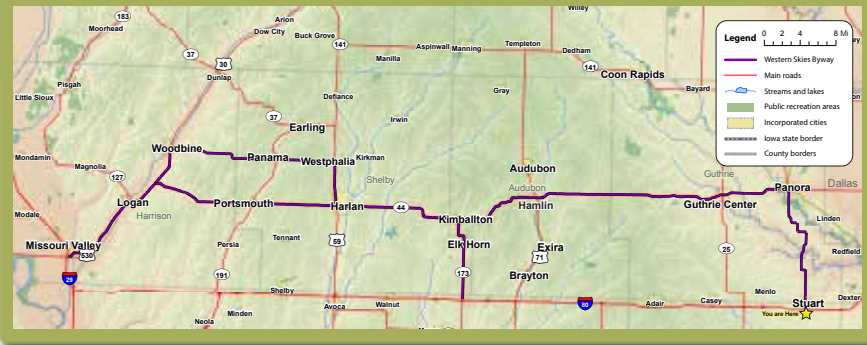 Willey
183
Arion
Moorhead
Dow City
Buck Grove
141
Aspinwall
Manning
Templeton
Dedham
37
30
Manilla
141
Coon Rapids
Dunlap
Pisgah
Little Sioux
Defiance
Gray
Bayard
37
Irwin
Earling
Woodbine
Mondamin
Magnolia
Panama
Westphalia
Kirkman
Audubon
127
Shelby
Audubon
Guthrie
Panora
Dallas
Logan
Portsmouth
Harlan
44
Hamlin
Guthrie Center
Modale
Harrison
Kimballton
Linden
Missouri Valley
Persia
Tennant
59
Elk Horn
Exira
25
Redfield
530
71
29
191
173
Brayton
Shelby
Avoca
Walnut
80
Adair
Casey
Menlo
Stuart
Dexter
Neola
Minden
You are Here
Legend
0 2 4 8 Mi
Western Skies Byway
Main roads
Streams and lakes
Public recreation areas
Incorporated cities
Iowa state border
County borders